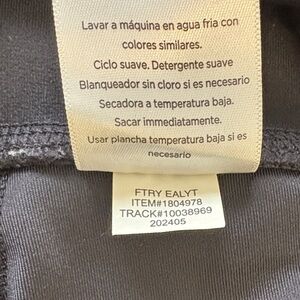 Lavar a máquina en agua fria con
colores similares.
Ciclo suave. Detergente suave
Blanqueador sin cloro si es necesario
Secadora a temperatura baja.
Sacar immediatamente.
Usar plancha temperatura baja si es
necesario
FTRY EALYT
ITEM#1804978
TRACK#10038969
202405